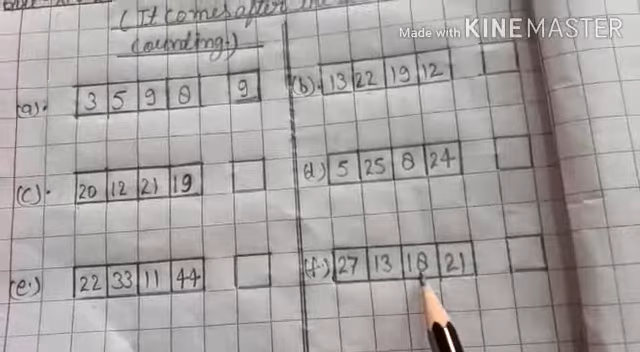 (It comes after the
Counting.)
Made with KINEMASTER
(a). 3 5 9 8 9
(b). 13 22 19 12
(c). 20 12 21 19
(d) 5 25 8 24
(e.) 22 33 11 44
(f.) 27 13 18 21